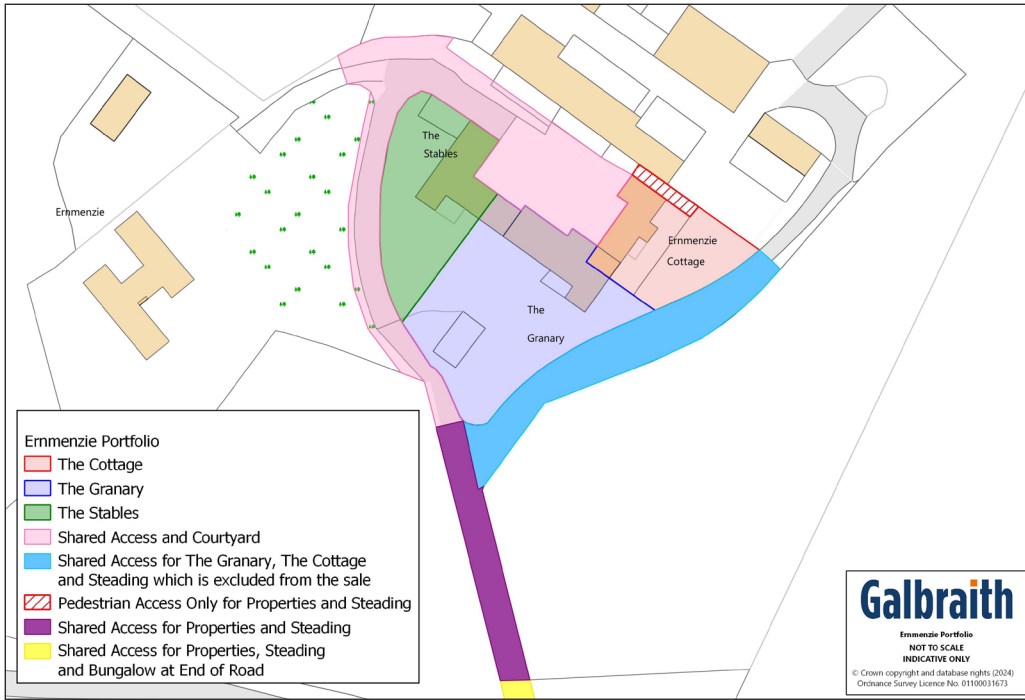 The
Stables
Ernmenzie
Ernmenzie
Cottage
The
Granary
Ernmenzie Portfolio
The Cottage
The Granary
The Stables
Shared Access and Courtyard
Shared Access for The Granary, The Cottage
and Steading which is excluded from the sale
Pedestrian Access Only for Properties and Steading
Shared Access for Properties and Steading
Shared Access for Properties, Steading
and Bungalow at End of Road
Galbraith
Ernmenzie Portfolio
NOT TO SCALE
INDICATIVE ONLY
© Crown copyright and database rights (2024)
Ordnance Survey Licence No. 01100031673